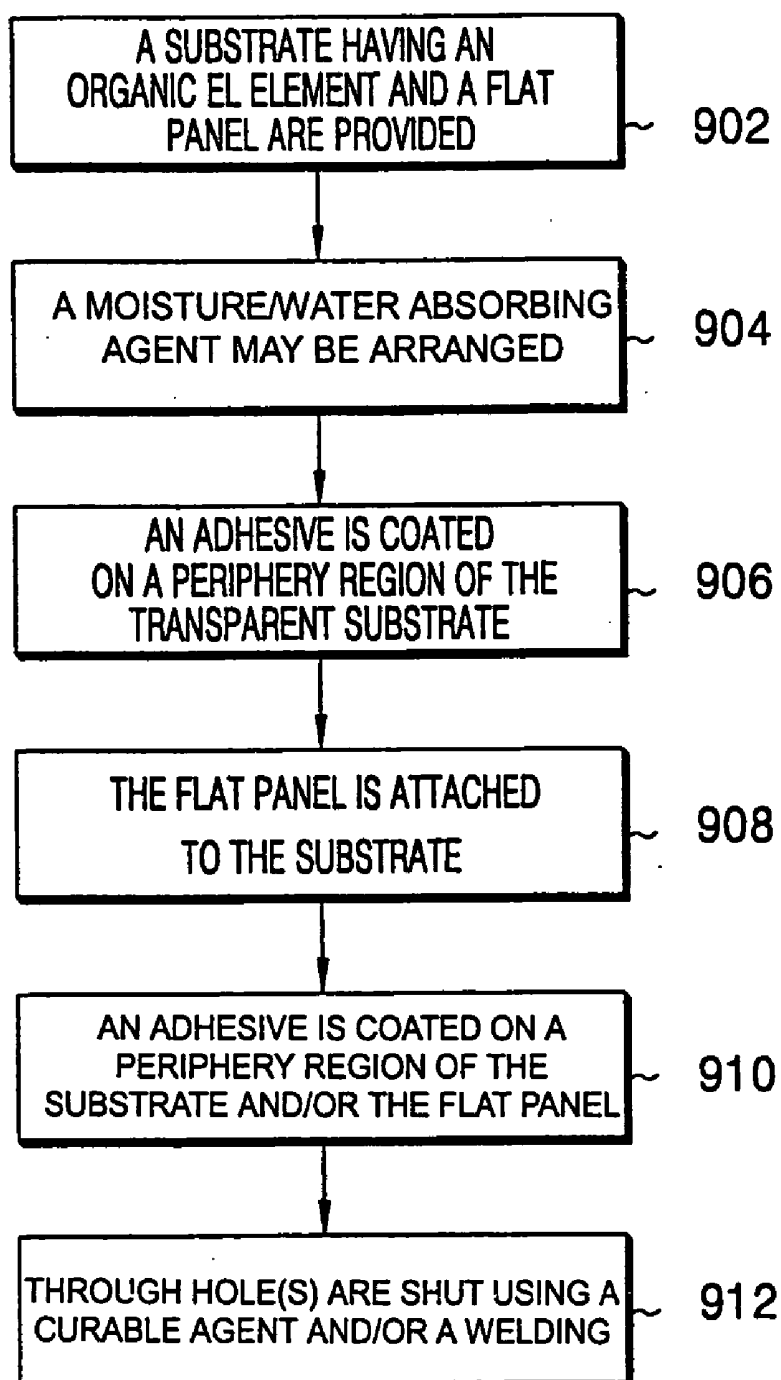 A SUBSTRATE HAVING AN
ORGANIC EL ELEMENT AND A FLAT
PANEL ARE PROVIDED
902
A MOISTURE/WATER ABSORBING
AGENT MAY BE ARRANGED
904
AN ADHESIVE IS COATED
ON A PERIPHERY REGION OF THE
TRANSPARENT SUBSTRATE
906
THE FLAT PANEL IS ATTACHED
TO THE SUBSTRATE
908
AN ADHESIVE IS COATED ON A
PERIPHERY REGION OF THE
SUBSTRATE AND/OR THE FLAT PANEL
910
THROUGH HOLE(S) ARE SHUT USING A
CURABLE AGENT AND/OR A WELDING
912